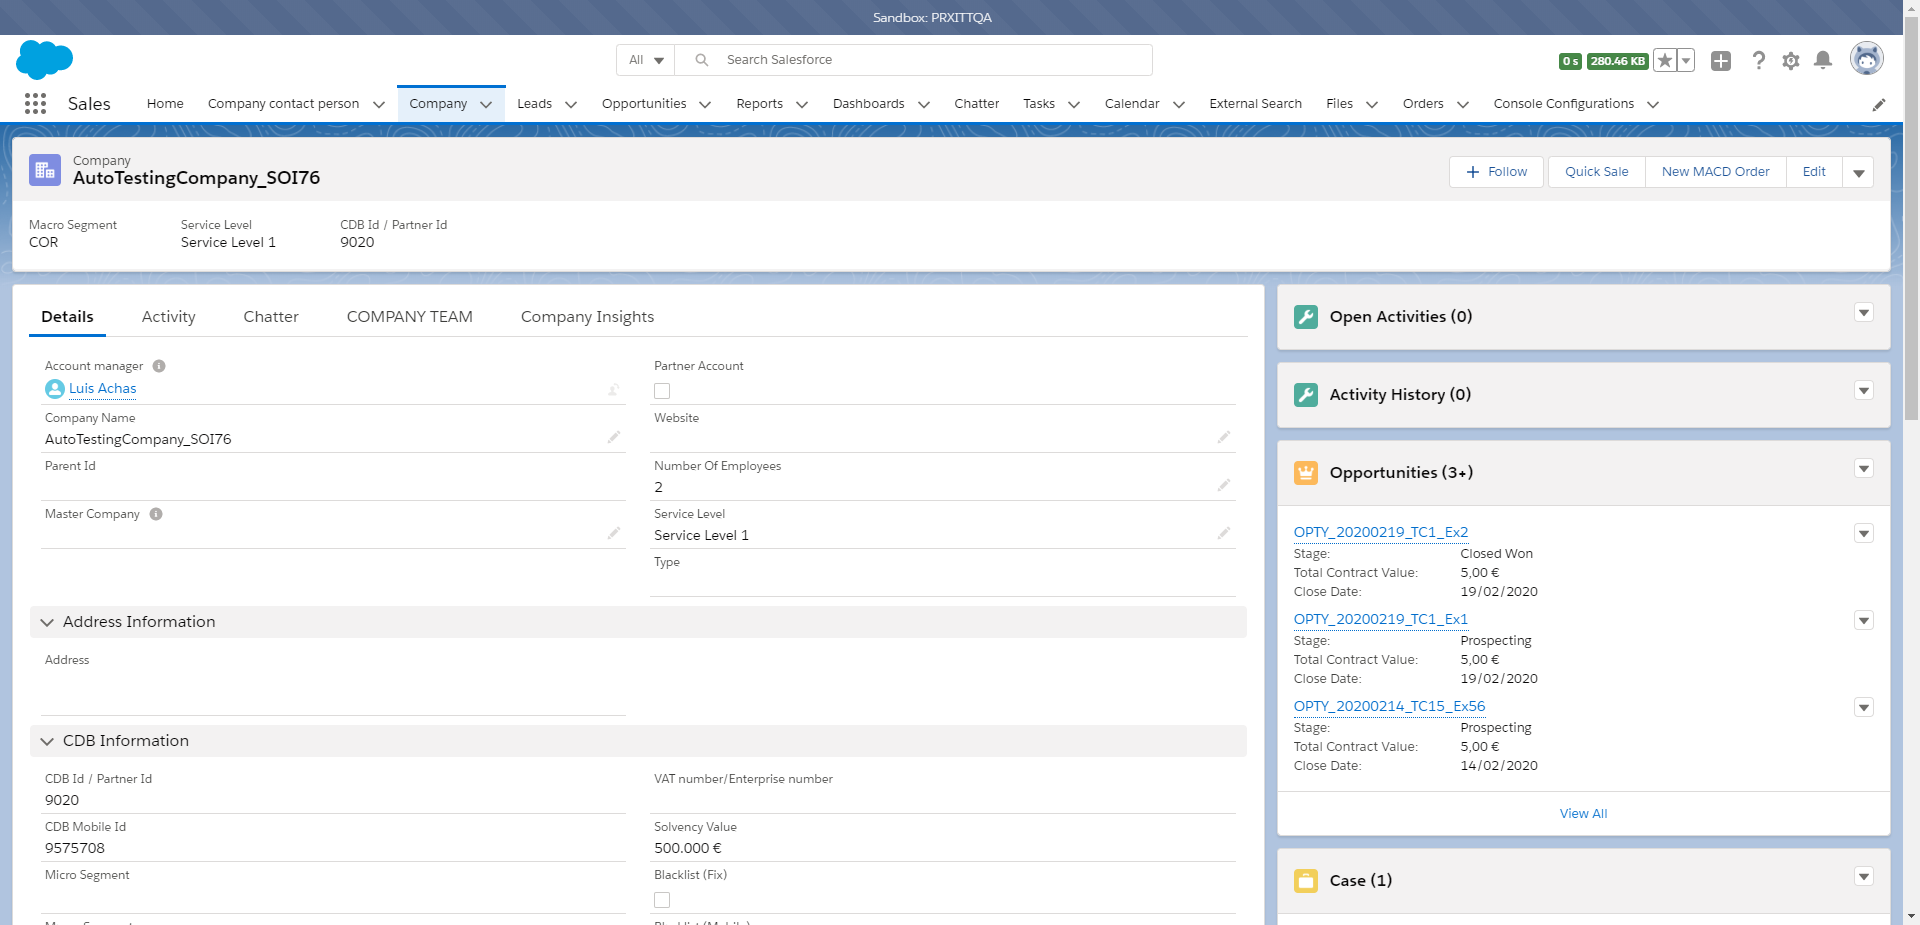 Sandbox: PRXITTQA
All
Search Salesforce
0 s 280.46 KB
Sales Home Company contact person Company Leads Opportunities Reports Dashboards Chatter Tasks Calendar External Search Files Orders Console Configurations
Company
AutoTestingCompany_SOI76
Follow Quick Sale New MACD Order Edit
Macro Segment Service Level CDB Id / Partner Id
COR Service Level 1 9020
Details Activity Chatter COMPANY TEAM Company Insights
Account manager
Luis Achas
Company Name
AutoTestingCompany_SOI76
Parent Id
Master Company
Partner Account
Website
Number Of Employees
2
Service Level
Service Level 1
Type
Address Information
Address
CDB Information
CDB Id / Partner Id
9020
CDB Mobile Id
9575708
Micro Segment
VAT number/Enterprise number
Solvency Value
500.000 €
Blacklist (Fix)
Open Activities (0)
Activity History (0)
Opportunities (3+)
OPTY_20200219_TC1_Ex2
Stage: Closed Won
Total Contract Value: 5,00 €
Close Date: 19/02/2020
OPTY_20200219_TC1_Ex1
Stage: Prospecting
Total Contract Value: 5,00 €
Close Date: 19/02/2020
OPTY_20200214_TC15_Ex56
Stage: Prospecting
Total Contract Value: 5,00 €
Close Date: 14/02/2020
View All
Case (1)